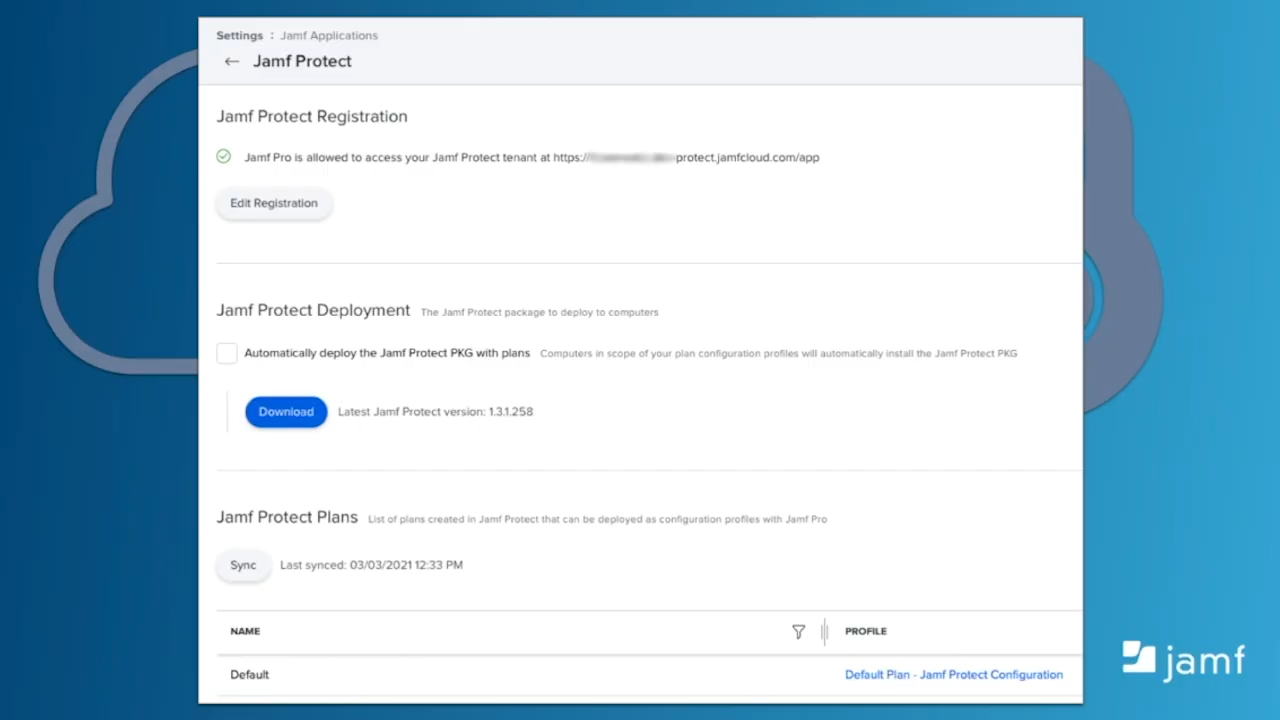 Settings : Jamf Applications
← Jamf Protect
Jamf Protect Registration
Jamf Pro is allowed to access your Jamf Protect tenant at https:// protect.jamfcloud.com/app
Edit Registration
Jamf Protect Deployment The Jamf Protect package to deploy to computers
Automatically deploy the Jamf Protect PKG with plans Computers in scope of your plan configuration profiles will automatically install the Jamf Protect PKG
Download Latest Jamf Protect version: 1.3.1.258
Jamf Protect Plans List of plans created in Jamf Protect that can be deployed as configuration profiles with Jamf Pro
Sync Last synced: 03/03/2021 12:33 PM
NAME PROFILE
Default Default Plan - Jamf Protect Configuration
jamf